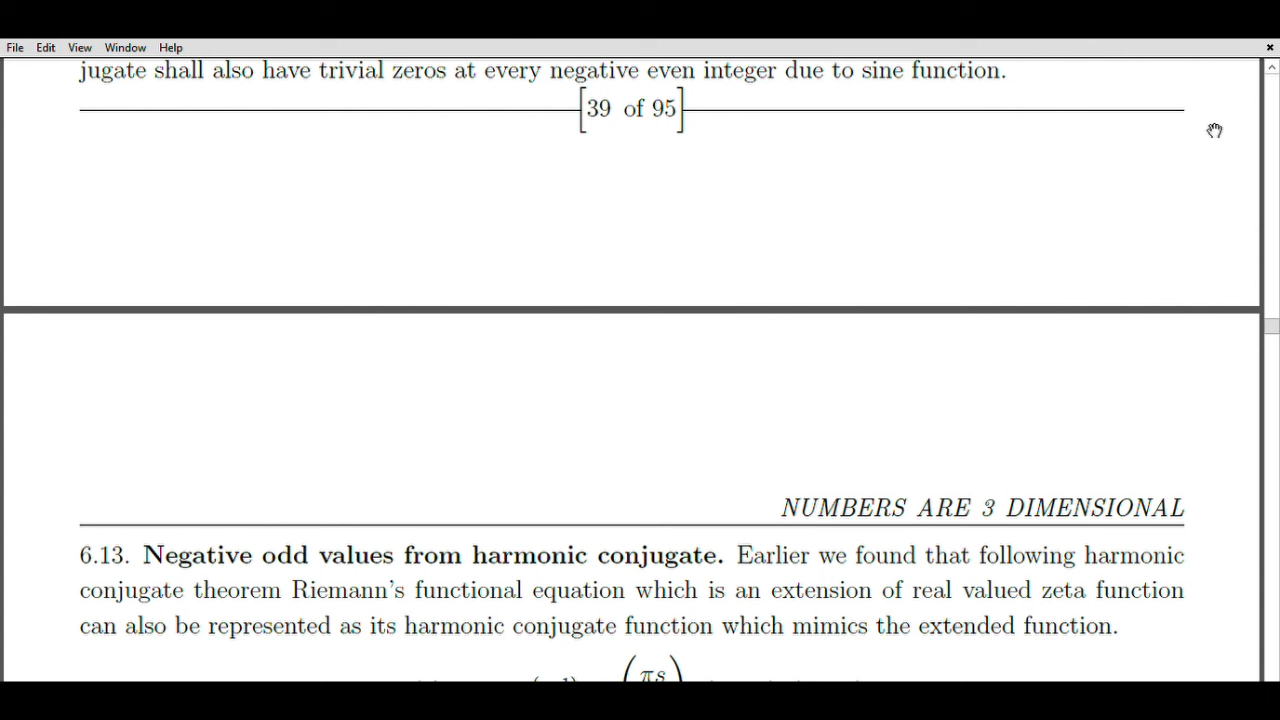 File Edit View Window Help
jugate shall also have trivial zeros at every negative even integer due to sine function.
[39 of 95]
NUMBERS ARE 3 DIMENSIONAL
6.13. Negative odd values from harmonic conjugate. Earlier we found that following harmonic
conjugate theorem Riemann's functional equation which is an extension of real valued zeta function
can also be represented as its harmonic conjugate function which mimics the extended function.
(πs)